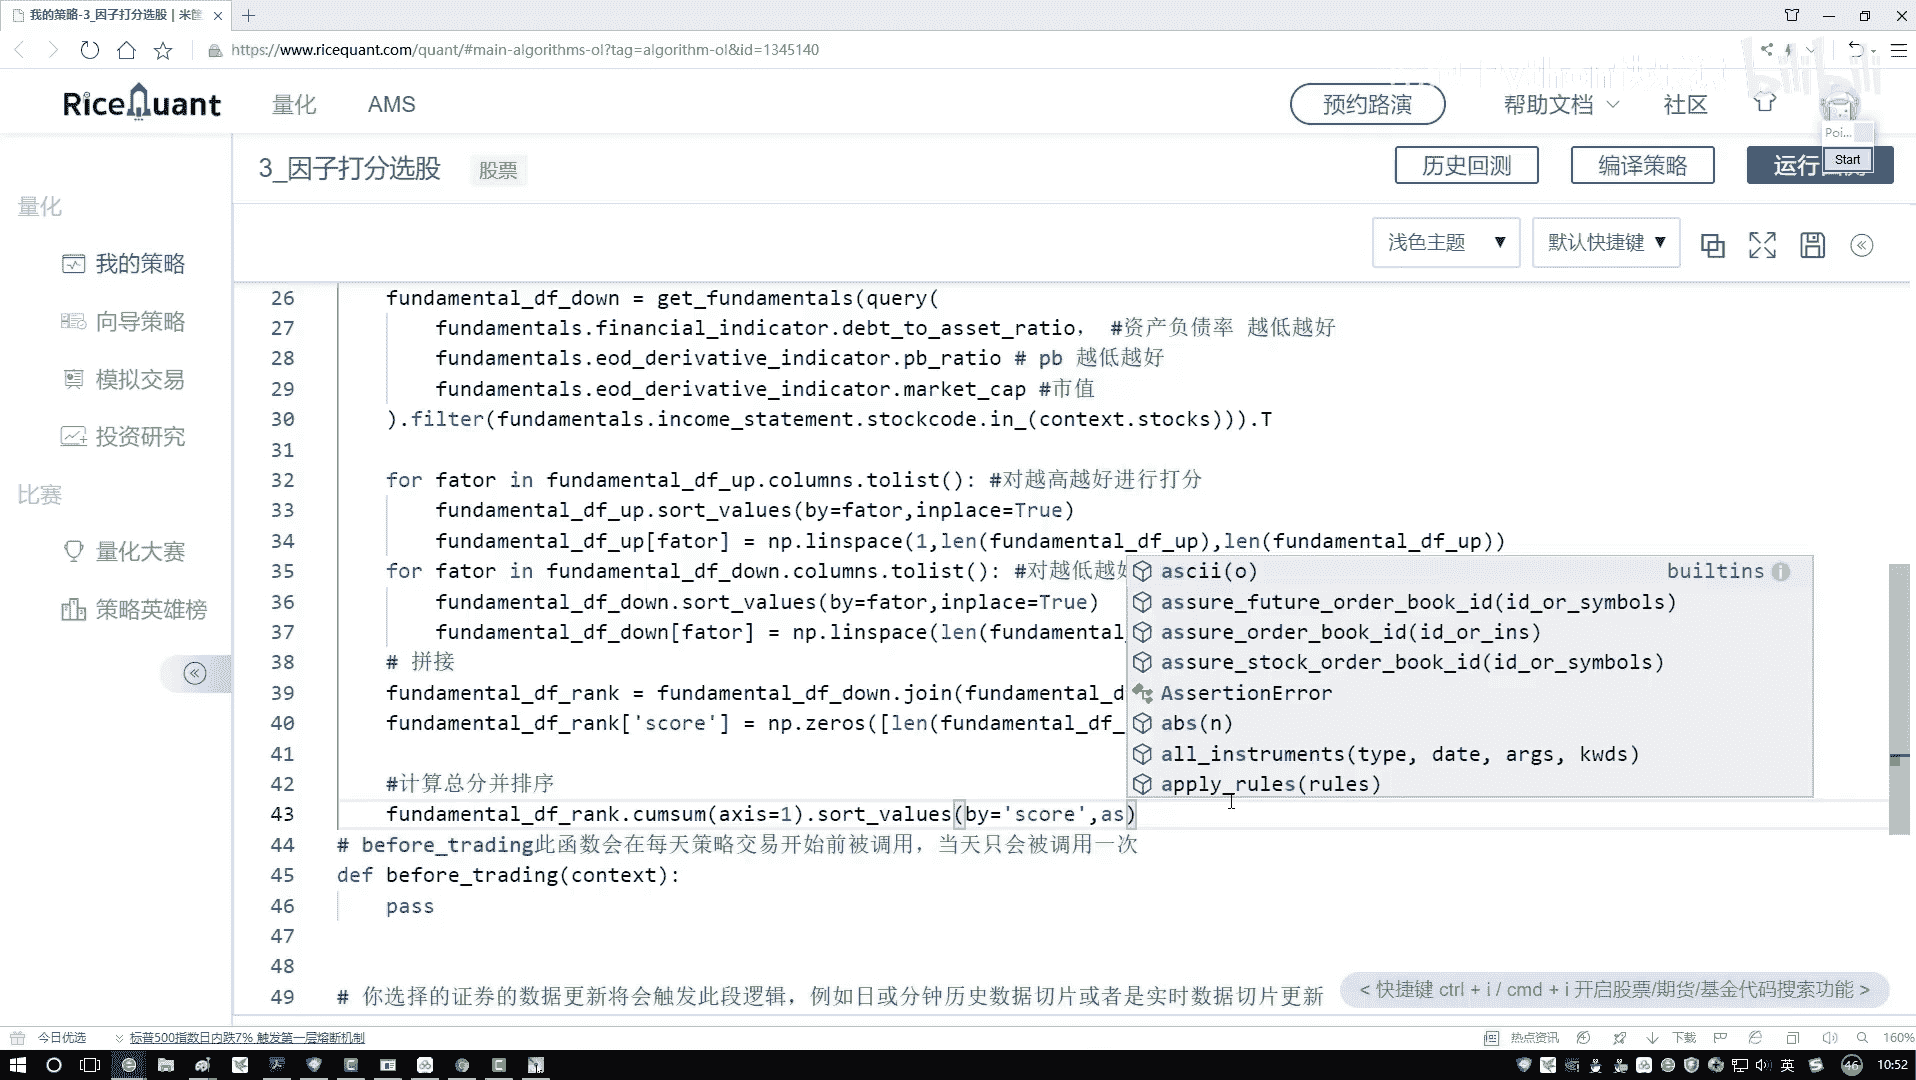 我的策略-3_因子打分选股 | 米
https://www.ricequant.com/quant/#main-algorithms-ol?tag=algorithm-ol&id=1345140
bilibili
RiceQuant
量化
AMS
预约路演
帮助文档
社区
Poi...
Start
3_因子打分选股
股票
历史回测
编译策略
运行
量化
我的策略
向导策略
模拟交易
投资研究
比赛
量化大赛
策略英雄榜
浅色主题 ▼
默认快捷键 ▼
26 fundamental_df_down = get_fundamentals(query(
27 fundamentals.financial_indicator.debt_to_asset_ratio, #资产负债率 越低越好
28 fundamentals.eod_derivative_indicator.pb_ratio # pb 越低越好
29 fundamentals.eod_derivative_indicator.market_cap #市值
30 ).filter(fundamentals.income_statement.stockcode.in_(context.stocks))).T
31
32 for fator in fundamental_df_up.columns.tolist(): #对越高越好进行打分
33 fundamental_df_up.sort_values(by=fator,inplace=True)
34 fundamental_df_up[fator] = np.linspace(1,len(fundamental_df_up),len(fundamental_df_up))
35 for fator in fundamental_df_down.columns.tolist(): #对越低越
36 fundamental_df_down.sort_values(by=fator,inplace=True)
37 fundamental_df_down[fator] = np.linspace(len(fundamental
38 # 拼接
39 fundamental_df_rank = fundamental_df_down.join(fundamental_d
40 fundamental_df_rank['score'] = np.zeros([len(fundamental_df_
41
42 #计算总分并排序
43 fundamental_df_rank.cumsum(axis=1).sort_values(by='score',as)
44 # before_trading此函数会在每天策略交易开始前被调用，当天只会被调用一次
45 def before_trading(context):
46 pass
47
48
49 # 你选择的证券的数据更新将会触发此段逻辑，例如日或分钟历史数据切片或者是实时数据切片更新
ascii(o) builtins
assure_future_order_book_id(id_or_symbols)
assure_order_book_id(id_or_ins)
assure_stock_order_book_id(id_or_symbols)
AssertionError
abs(n)
all_instruments(type, date, args, kwds)
apply_rules(rules)
< 快捷键 ctrl + i / cmd + i 开启股票/期货/基金代码搜索功能 >
今日优选
标普500指数日内跌7% 触发第一层熔断机制
热点资讯
下载
160%
英
46
10:52